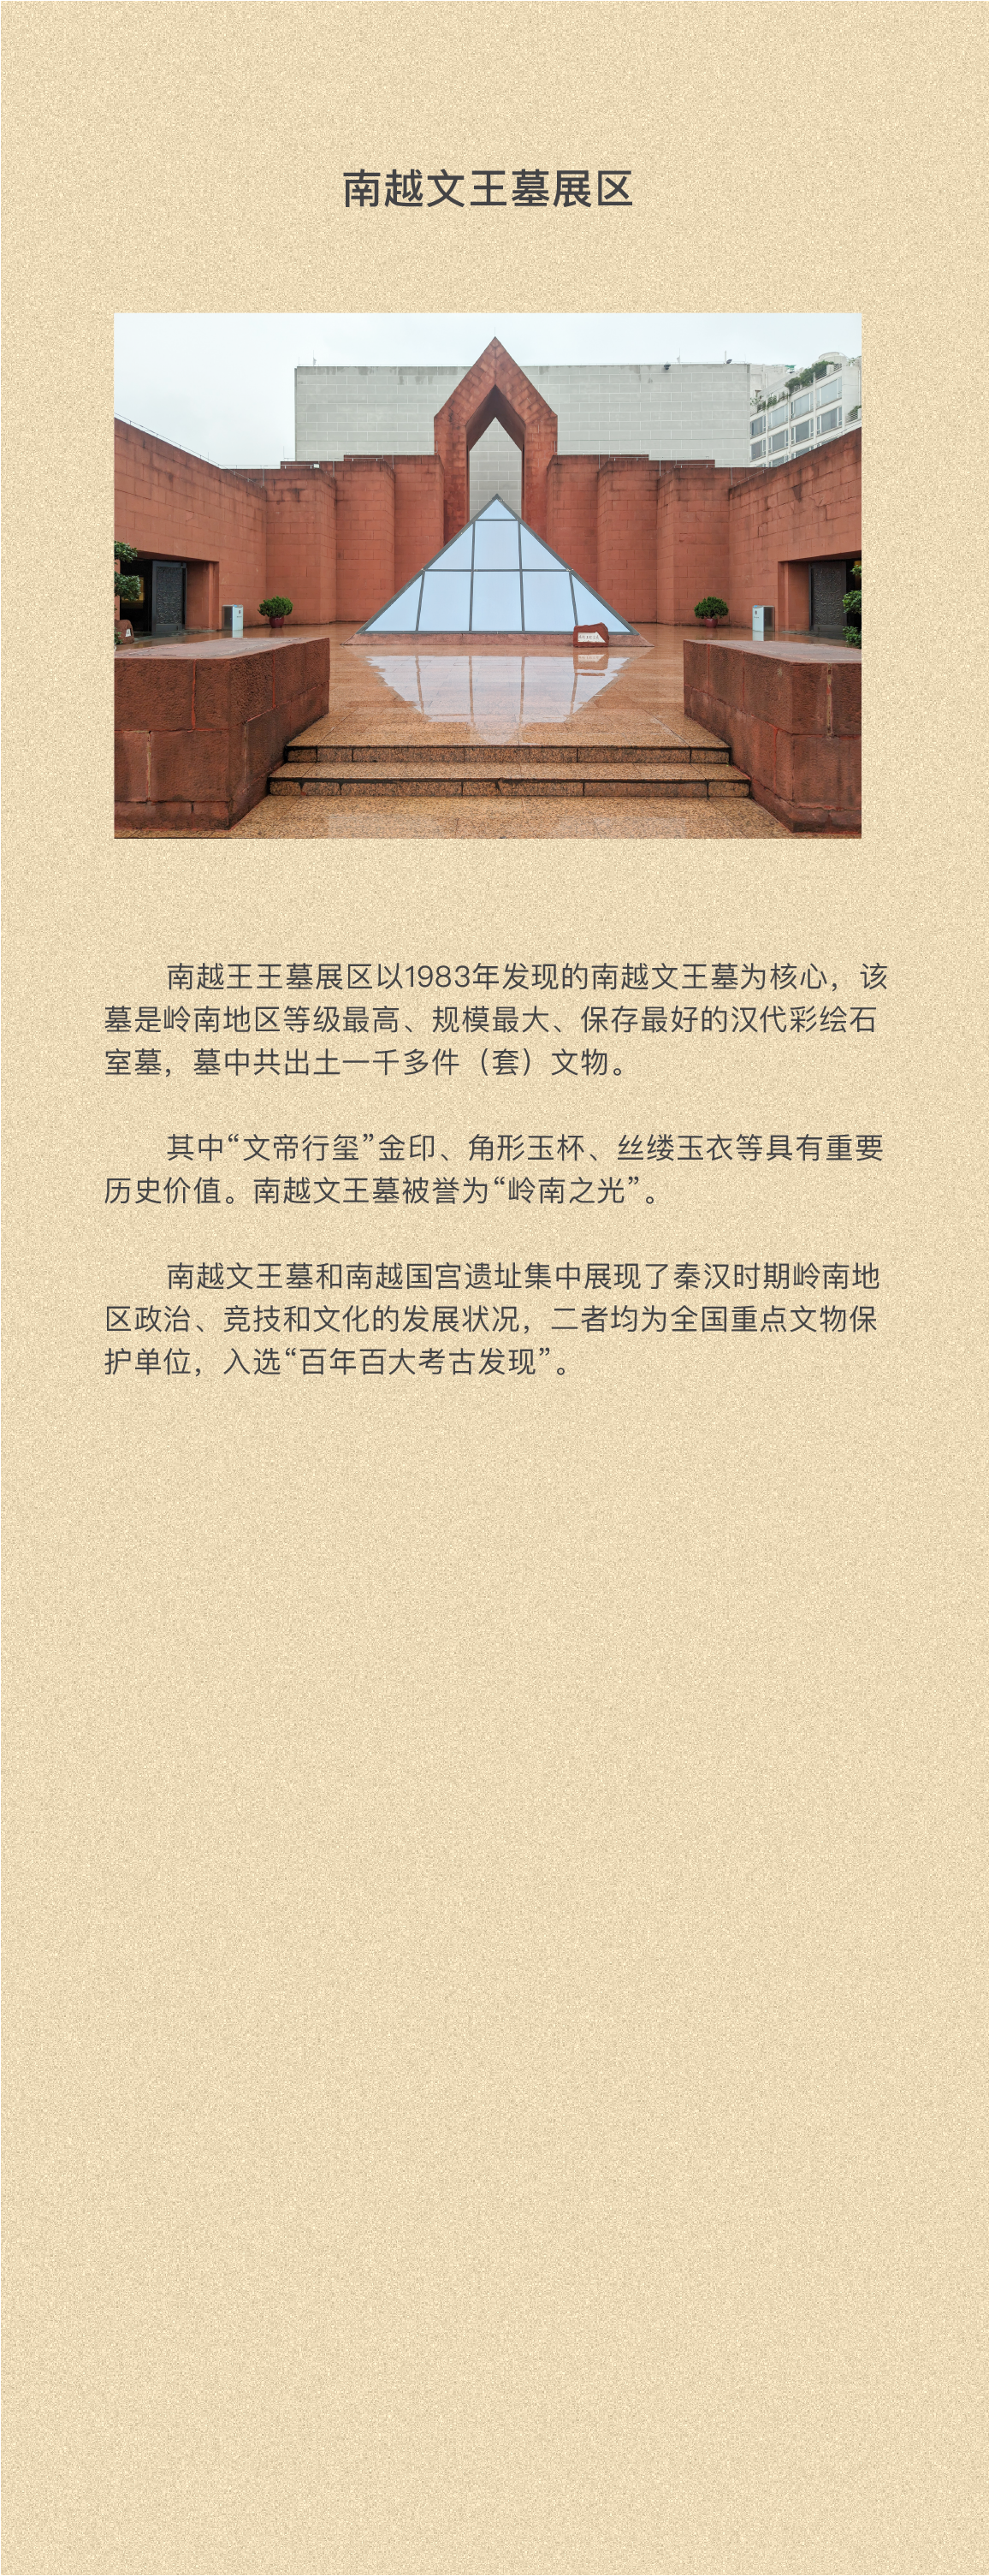 南越文王墓展区
南越王王墓展区以1983年发现的南越文王墓为核心，该
墓是岭南地区等级最高、规模最大、保存最好的汉代彩绘石
室墓，墓中共出土一千多件（套）文物。
其中“文帝行玺”金印、角形玉杯、丝缕玉衣等具有重要
历史价值。南越文王墓被誉为“岭南之光”。
南越文王墓和南越国宫遗址集中展现了秦汉时期岭南地
区政治、竞技和文化的发展状况，二者均为全国重点文物保
护单位，入选“百年百大考古发现”。